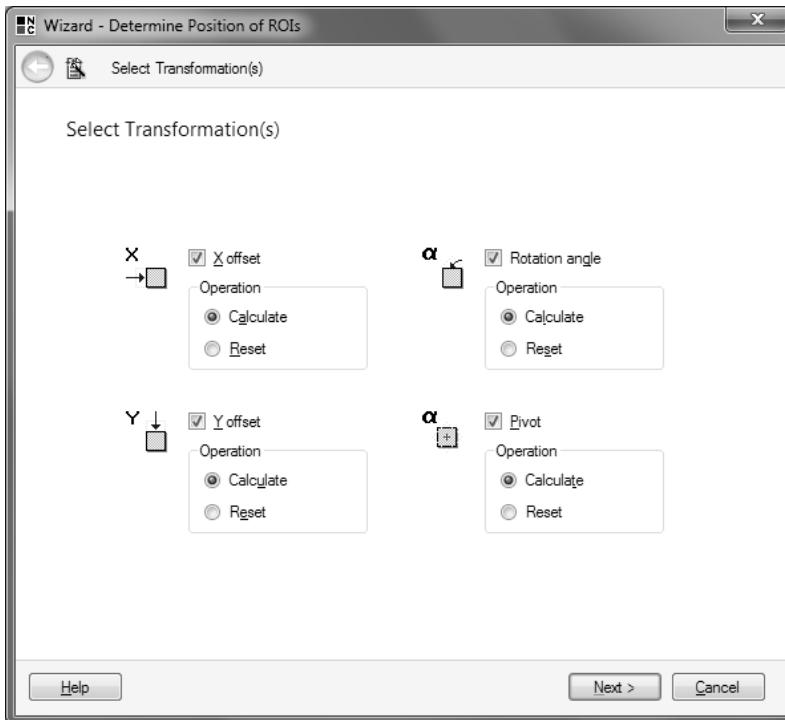 NC Wizard - Determine Position of ROIs
x
Select Transformation(s)
Select Transformation(s)
X
X offset
Operation
Calculate
Reset
α
Rotation angle
Operation
Calculate
Reset
Y
Y offset
Operation
Calculate
Reset
α
Pivot
Operation
Calculate
Reset
Help
Next >
Cancel